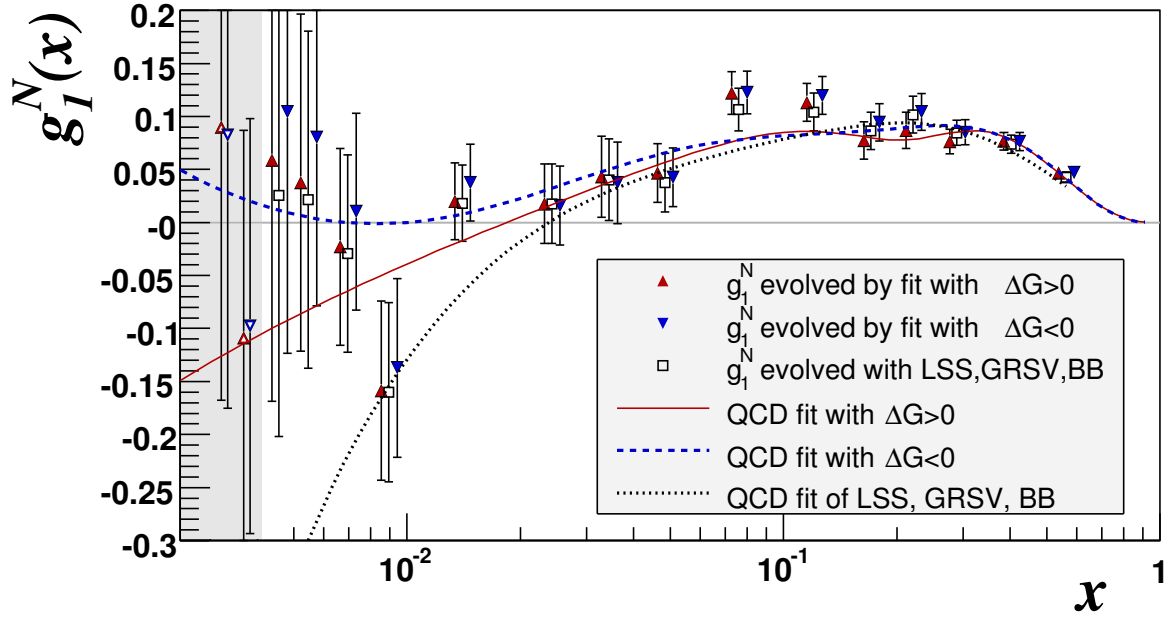 g₁ᴺ(x)
0.2
0.15
0.1
0.05
-0
-0.05
-0.1
-0.15
-0.2
-0.25
-0.3
g₁ᴺ evolved by fit with ΔG>0
g₁ᴺ evolved by fit with ΔG<0
g₁ᴺ evolved with LSS,GRSV,BB
QCD fit with ΔG>0
QCD fit with ΔG<0
QCD fit of LSS, GRSV, BB
10⁻² 10⁻¹ 1
x